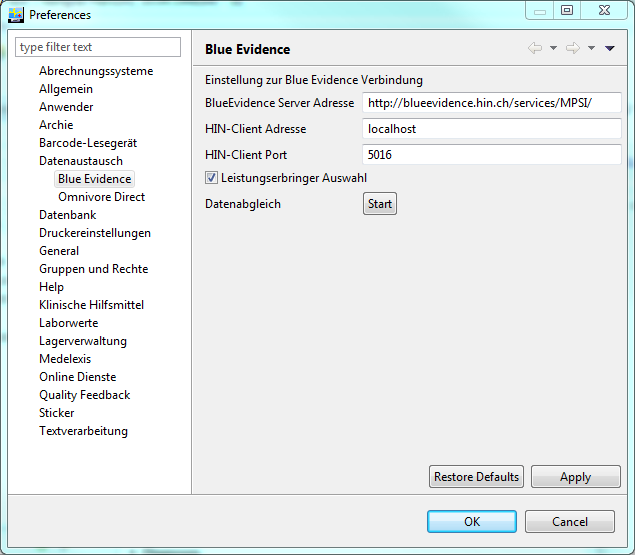 Preferences
type filter text
Abrechnungssysteme
Allgemein
Anwender
Archie
Barcode-Lesegerät
Datenaustausch
Blue Evidence
Omnivore Direct
Datenbank
Druckereinstellungen
General
Gruppen und Rechte
Help
Klinische Hilfsmittel
Laborwerte
Lagerverwaltung
Medelexis
Online Dienste
Quality Feedback
Sticker
Textverarbeitung
Blue Evidence
Einstellung zur Blue Evidence Verbindung
BlueEvidence Server Adresse http://blueevidence.hin.ch/services/MPSI/
HIN-Client Adresse localhost
HIN-Client Port 5016
Leistungserbringer Auswahl
Datenabgleich Start
Restore Defaults Apply
OK Cancel